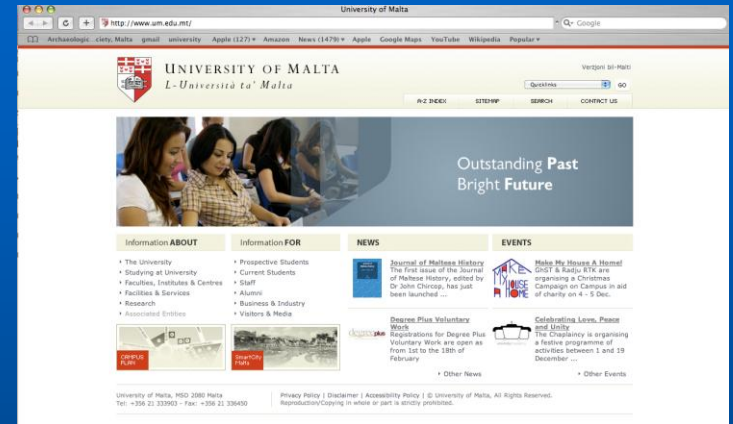 University of Malta
http://www.um.edu.mt/
Google
Archaeologic...ciety, Malta gmail university Apple (127) Amazon News (1479) Apple Google Maps YouTube Wikipedia Popular
UNIVERSITY OF MALTA
L-Università ta' Malta
Verżjoni bil-Malti
Quicklinks GO
A-Z INDEX SITEMAP SEARCH CONTACT US
Outstanding Past
Bright Future
Information ABOUT
The University
Studying at University
Faculties, Institutes & Centres
Facilities & Services
Research
Associated Entities
CAMPUS
PLAN
Information FOR
Prospective Students
Current Students
Staff
Alumni
Business & Industry
Visitors & Media
SmartCity
Malta
NEWS
Journal of Maltese History
The first issue of the Journal
of Maltese History, edited by
Dr John Chircop, has just
been launched ...
degreeplus
Degree Plus Voluntary
Work
Registrations for Degree Plus
Voluntary Work are open as
from 1st to the 18th of
February
Other News
EVENTS
MAKE
MY
HOUSE
A HOME
Make My House A Home!
GħST & Radju RTK are
organising a Christmas
Campaign on Campus in aid
of charity on 4 - 5 Dec.
Celebrating Love, Peace
and Unity
The Chaplaincy is organising
a festive programme of
activities between 1 and 19
December ...
Other Events
University of Malta, MSD 2080 Malta
Tel: +356 21 333903 - Fax: +356 21 336450
Privacy Policy | Disclaimer | Accessibility Policy | © University of Malta, All Rights Reserved.
Reproduction/Copying in whole or part is strictly prohibited.